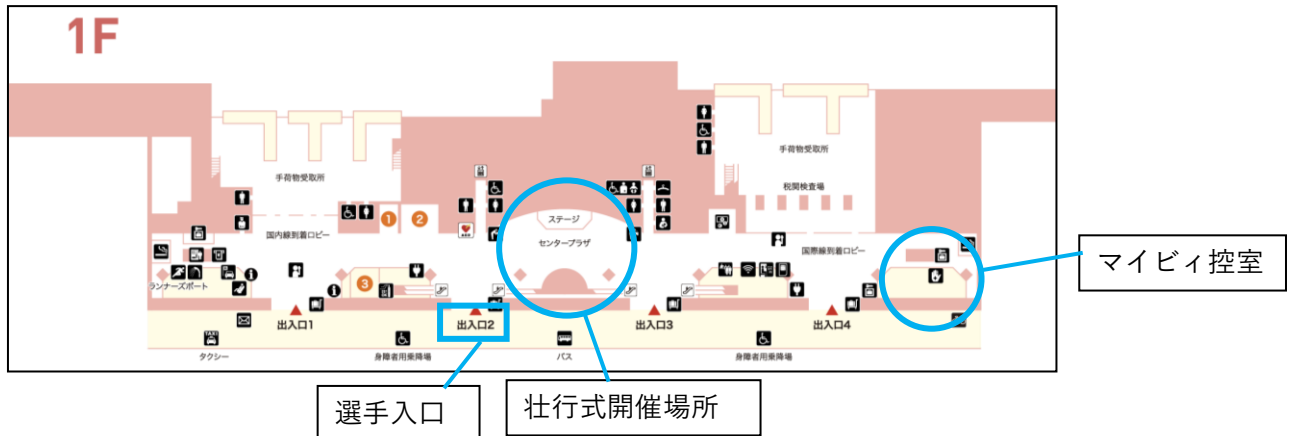 1F
手荷物受取所
手荷物受取所
税関検査場
1
2
ステージ
国内線到着ロビー
センタープラザ
国際線到着ロビー
マイビィ控室
ランナーズポート
3
出入口1
出入口2
出入口3
出入口4
TAXI
タクシー
身障者用乗降場
バス
身障者用乗降場
選手入口
壮行式開催場所